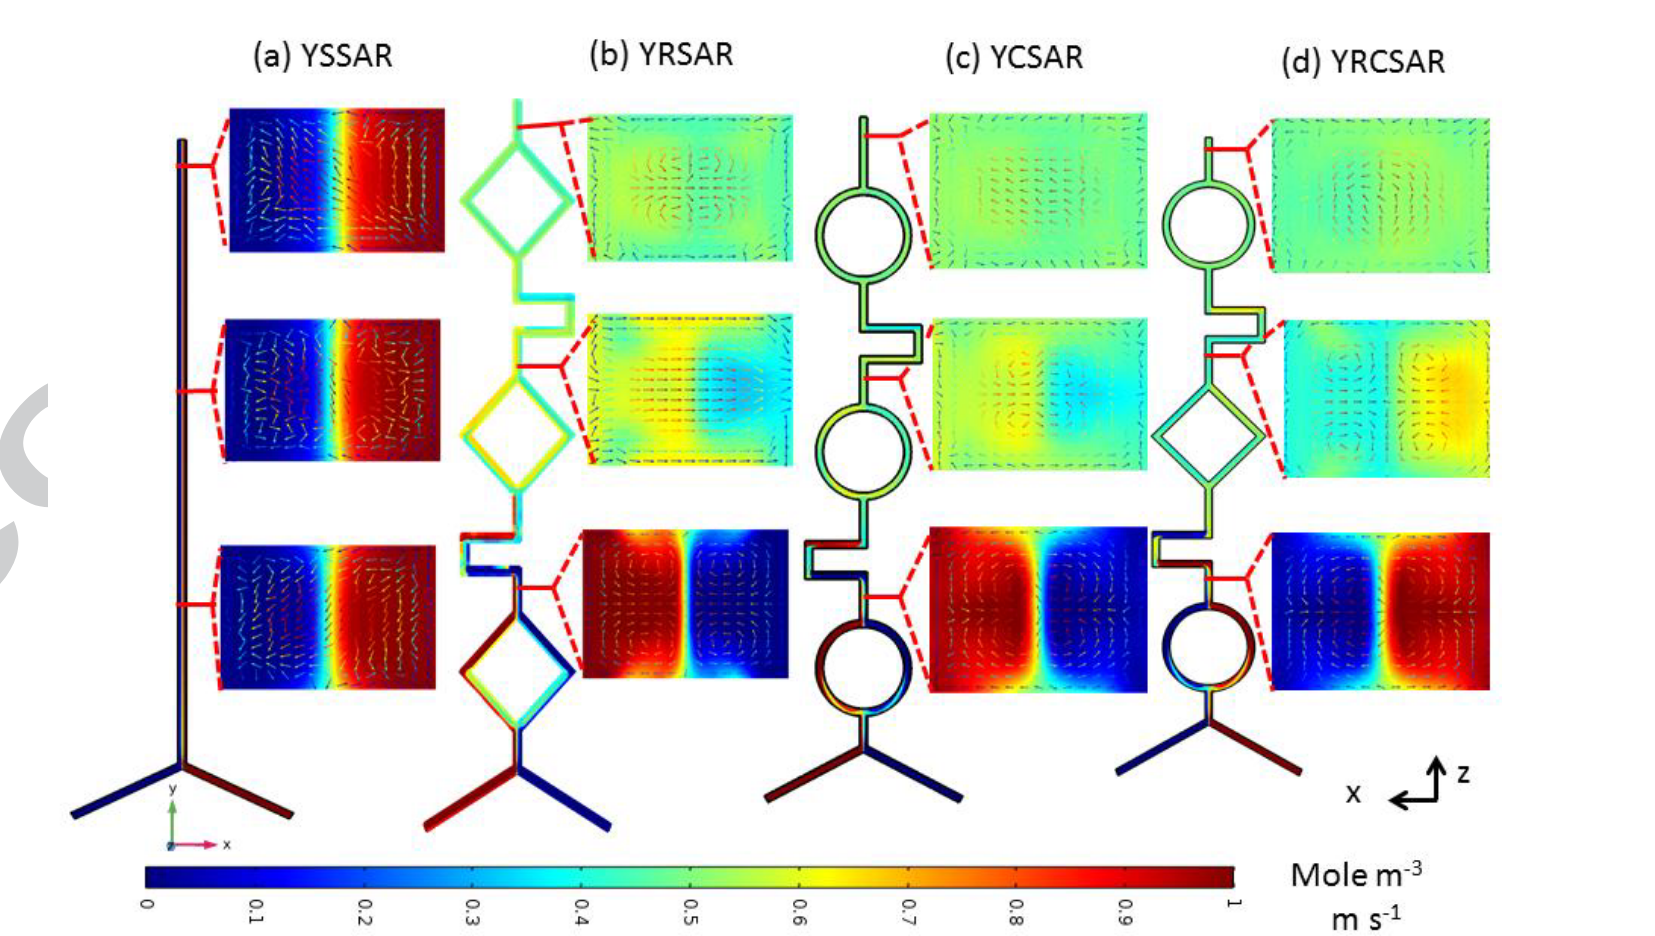 (a) YSSAR
(b) YRSAR
(c) YCSAR
(d) YRCSAR
y
z
x
z
x
0
0.1
0.2
0.3
0.4
0.5
0.6
0.7
0.8
0.9
1
Mole m⁻³
m s⁻¹